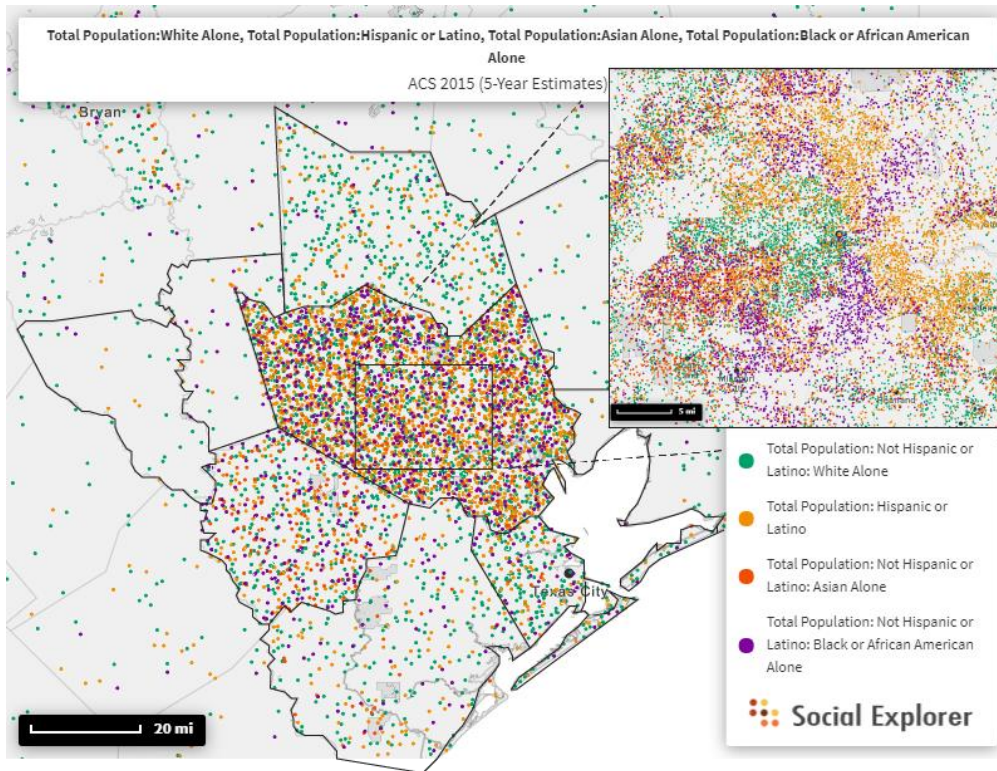 Total Population:White Alone, Total Population:Hispanic or Latino, Total Population:Asian Alone, Total Population:Black or African American
Alone
ACS 2015 (5-Year Estimates)
Bryan
5 mi
Texas City
Total Population: Not Hispanic or
Latino: White Alone
Total Population: Hispanic or
Latino
Total Population: Not Hispanic or
Latino: Asian Alone
Total Population: Not Hispanic or
Latino: Black or African American
Alone
Social Explorer
20 mi